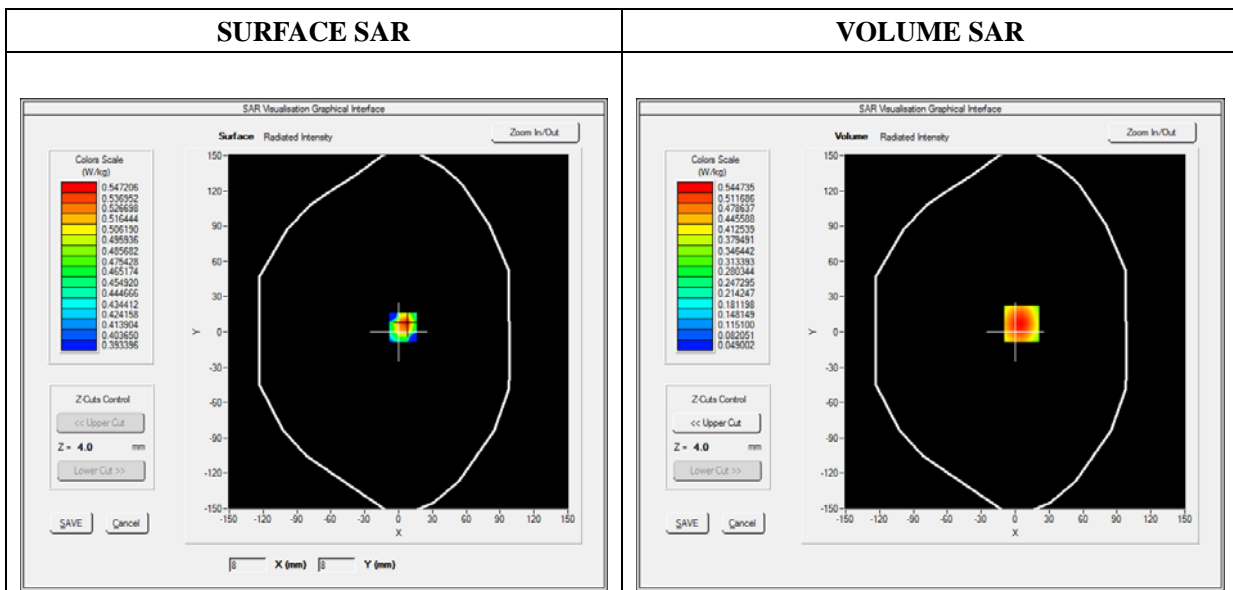 SURFACE SAR
VOLUME SAR
SAR Visualisation Graphical Interface
Surface Radiated Intensity
Zoom In/Out
Colors Scale
(W/kg)
0.547206
0.536952
0.526698
0.516444
0.506190
0.495936
0.485682
0.475428
0.465174
0.454920
0.444666
0.434412
0.424158
0.413904
0.403650
0.393396
Z-Cuts Control
<< Upper Cut
Z = 4.0 mm
Lower Cut >>
SAVE Cancel
150
120
90
60
30
0
-30
-60
-90
-120
-150
Y
-150 -120 -90 -60 -30 0 30 60 90 120 150
X
8 X (mm) 8 Y (mm)
SAR Visualisation Graphical Interface
Volume Radiated Intensity
Zoom In/Out
Colors Scale
(W/kg)
0.544735
0.511686
0.478637
0.445588
0.412539
0.379491
0.346442
0.313393
0.280344
0.247295
0.214247
0.181198
0.148149
0.115100
0.082051
0.049002
Z-Cuts Control
<< Upper Cut
Z = 4.0 mm
Lower Cut >>
SAVE Cancel
150
120
90
60
30
0
-30
-60
-90
-120
-150
Y
-150 -120 -90 -60 -30 0 30 60 90 120 150
X